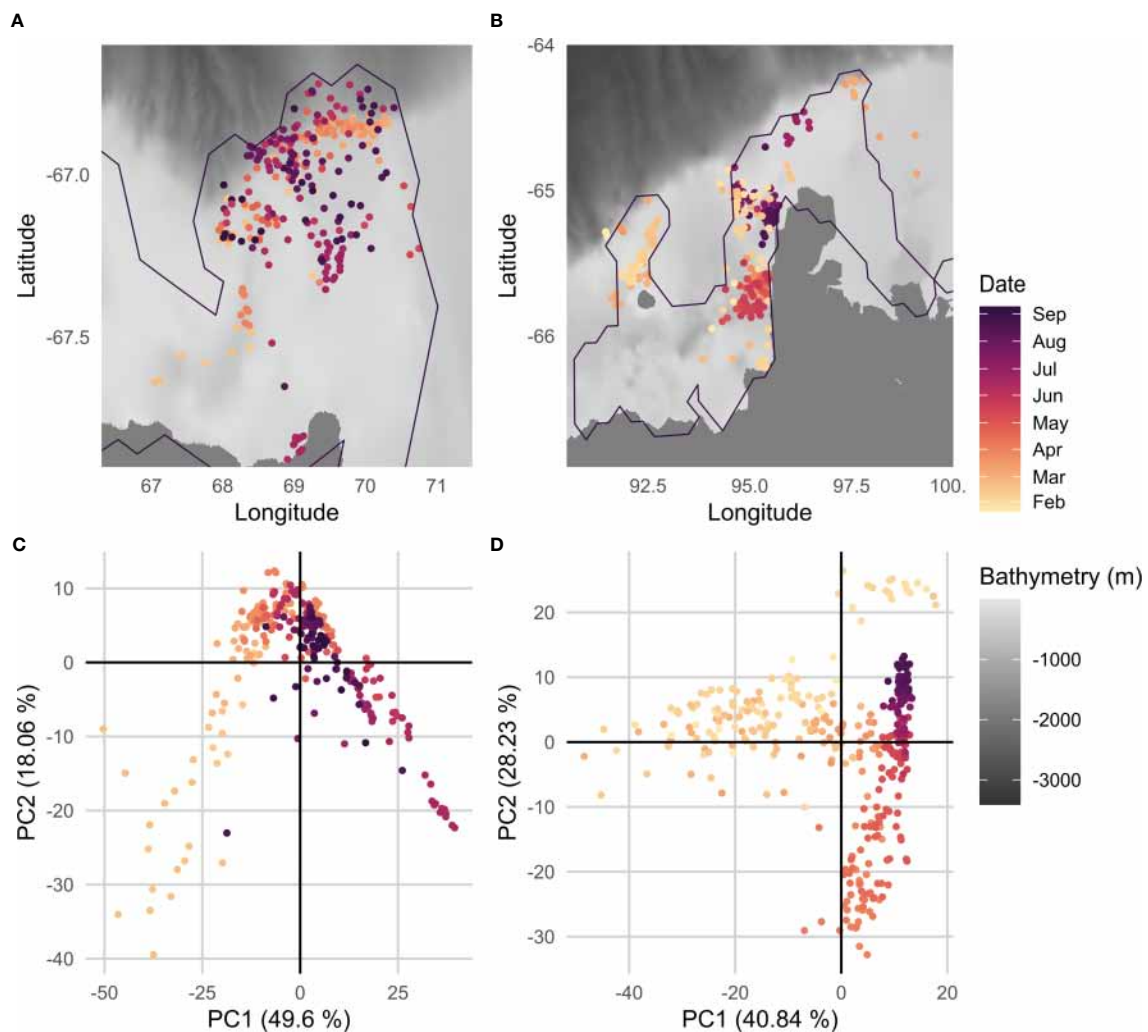 A
B
-67.0
-67.5
Latitude
67
68
69
70
71
Longitude
-64
-65
-66
Latitude
92.5
95.0
97.5
100.
Longitude
Date
Sep
Aug
Jul
Jun
May
Apr
Mar
Feb
Bathymetry (m)
-1000
-2000
-3000
C
10
0
-10
-20
-30
-40
PC2 (18.06 %)
-50
-25
0
25
PC1 (49.6 %)
D
20
10
0
-10
-20
-30
PC2 (28.23 %)
-40
-20
0
20
PC1 (40.84 %)